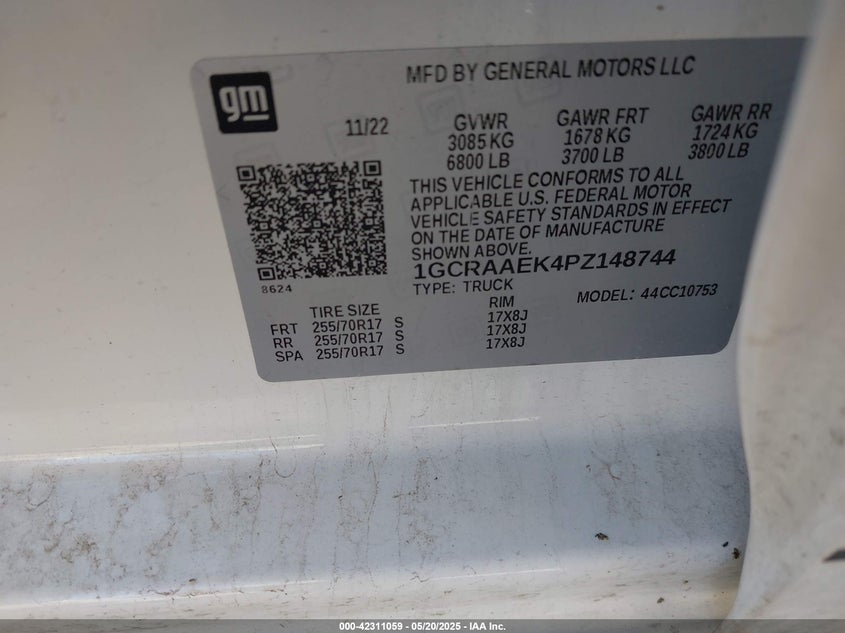 gm
MFD BY GENERAL MOTORS LLC
11/22
GVWR GAWR FRT GAWR RR
3085 KG 1678 KG 1724 KG
6800 LB 3700 LB 3800 LB
THIS VEHICLE CONFORMS TO ALL
APPLICABLE U.S. FEDERAL MOTOR
VEHICLE SAFETY STANDARDS IN EFFECT
ON THE DATE OF MANUFACTURE
SHOWN ABOVE.
8624
1GCRAAEK4PZ148744
TYPE: TRUCK MODEL: 44CC10753
TIRE SIZE RIM
FRT 255/70R17 S 17X8J
RR 255/70R17 S 17X8J
SPA 255/70R17 S 17X8J
000-42311059 — 05/20/2025 — IAA Inc.